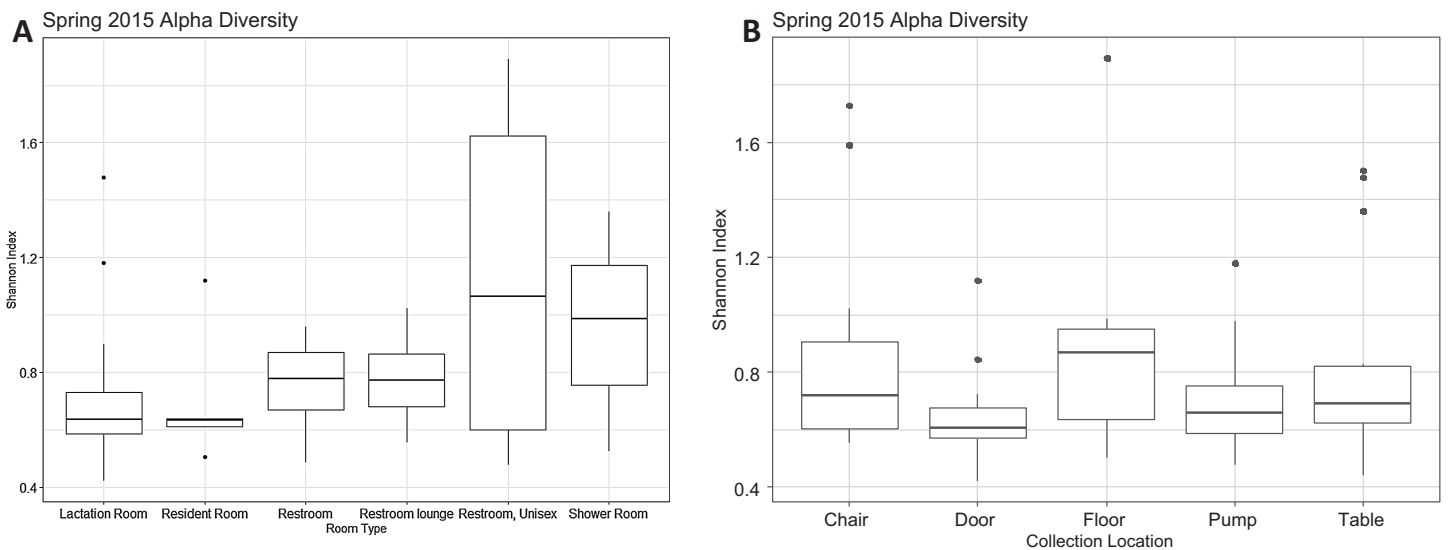 A
Spring 2015 Alpha Diversity
Shannon Index
1.6
1.2
0.8
0.4
Lactation Room Resident Room Restroom Restroom lounge Restroom, Unisex Shower Room
Room Type
B
Spring 2015 Alpha Diversity
Shannon Index
1.6
1.2
0.8
0.4
Chair Door Floor Pump Table
Collection Location